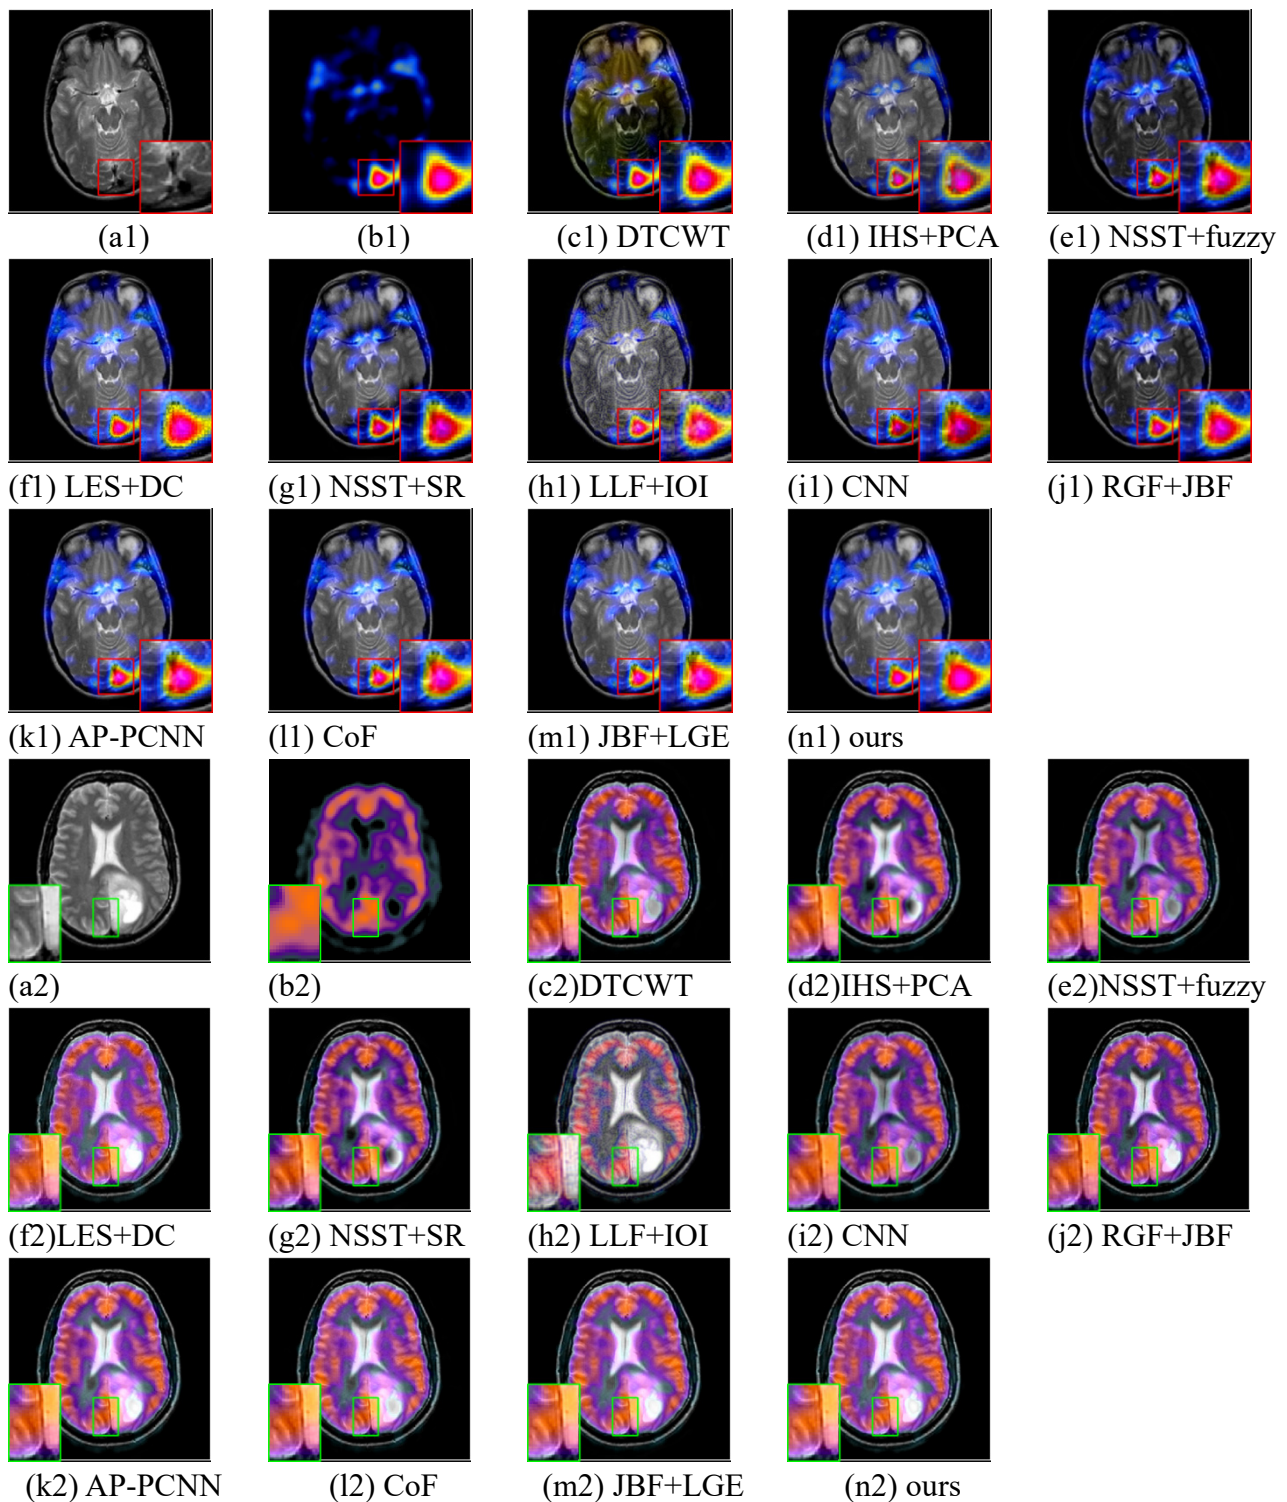 (a1) (b1) (c1) DTCWT (d1) IHS+PCA (e1) NSST+fuzzy
(f1) LES+DC (g1) NSST+SR (h1) LLF+IOI (i1) CNN (j1) RGF+JBF
(k1) AP-PCNN (l1) CoF (m1) JBF+LGE (n1) ours
(a2) (b2) (c2)DTCWT (d2)IHS+PCA (e2)NSST+fuzzy
(f2)LES+DC (g2) NSST+SR (h2) LLF+IOI (i2) CNN (j2) RGF+JBF
(k2) AP-PCNN (l2) CoF (m2) JBF+LGE (n2) ours